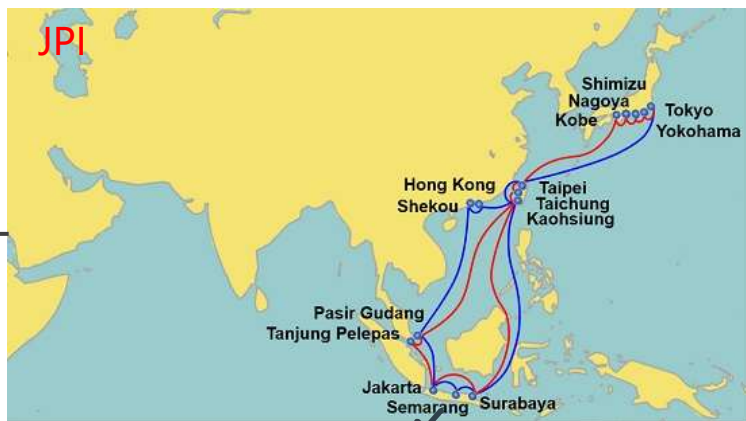 JPI
Shimizu
Nagoya
Kobe
Tokyo
Yokohama
Hong Kong
Shekou
Taipei
Taichung
Kaohsiung
Pasir Gudang
Tanjung Pelepas
Jakarta
Semarang
Surabaya